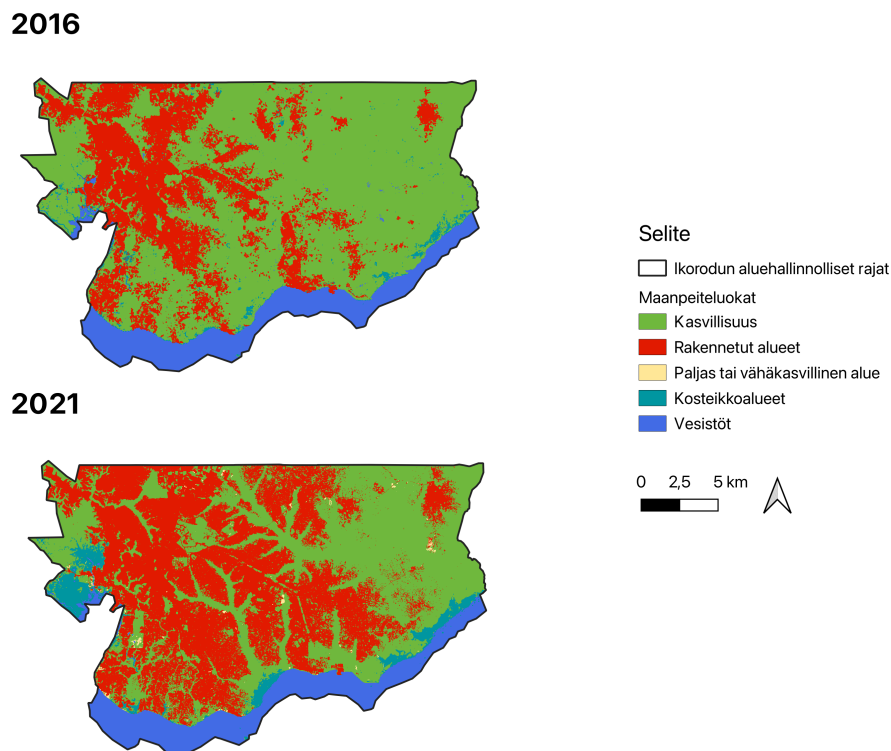 2016
2021
Selite
Ikorodun aluehallinnolliset rajat
Maanpeiteluokat
Kasvillisuus
Rakennetut alueet
Paljas tai vähäkasvillinen alue
Kosteikkoalueet
Vesistöt
0 2,5 5 km